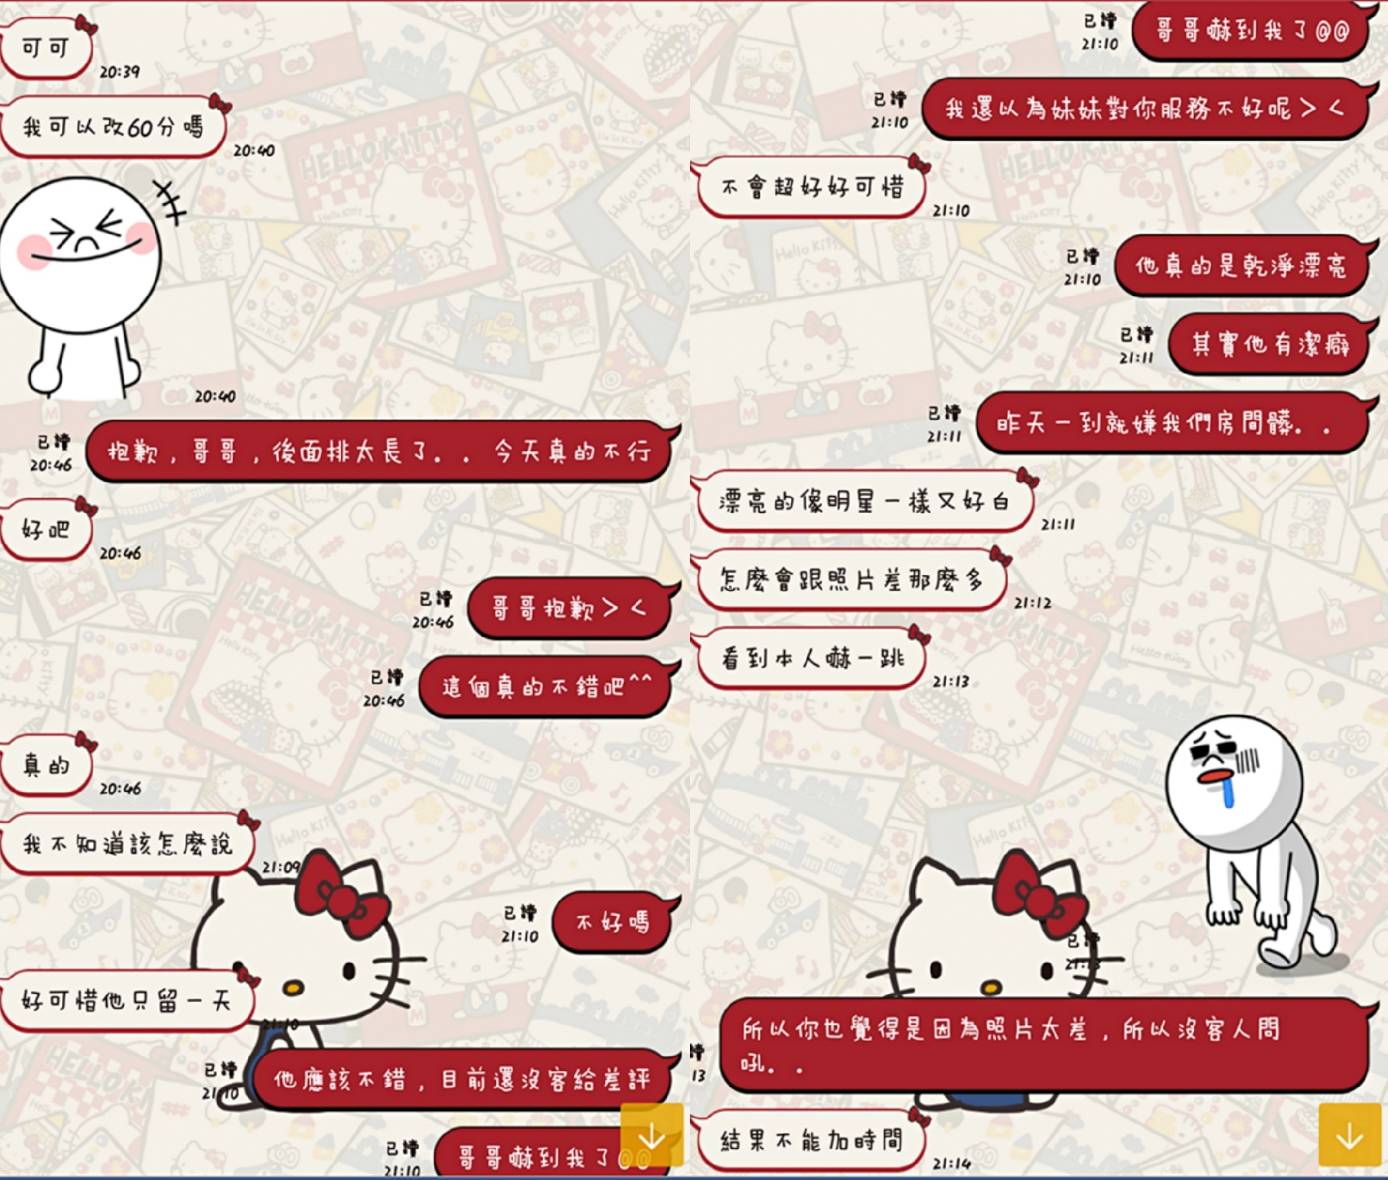 可可
20:39
我可以改60分嗎
20:40
20:40
已讀
20:46
抱歉，哥哥，後面排太長了．．今天真的不行
好吧
20:46
已讀
20:46
哥哥抱歉＞＜
已讀
20:46
這個真的不錯吧^^
真的
20:46
我不知道該怎麼說
21:09
已讀
21:10
不好嗎
好可惜他只留一天
21:10
已讀
21:10
他應該不錯，目前還沒客給差評
已讀
21:10
哥哥嚇到我了@@
已讀
21:10
哥哥嚇到我了@@
已讀
21:10
我還以為妹妹對你服務不好呢＞＜
不會超好好可惜
21:10
已讀
21:10
他真的是乾淨漂亮
已讀
21:11
其實他有潔癖
已讀
21:11
昨天一到就嫌我們房間髒．．
漂亮的像明星一樣又好白
21:11
怎麼會跟照片差那麼多
21:12
看到本人嚇一跳
21:13
已讀
所以你也覺得是因為照片太差，所以沒客人問
吼．．
13
結果不能加時間
21:14
HELLO KITTY
HELLO KITTY